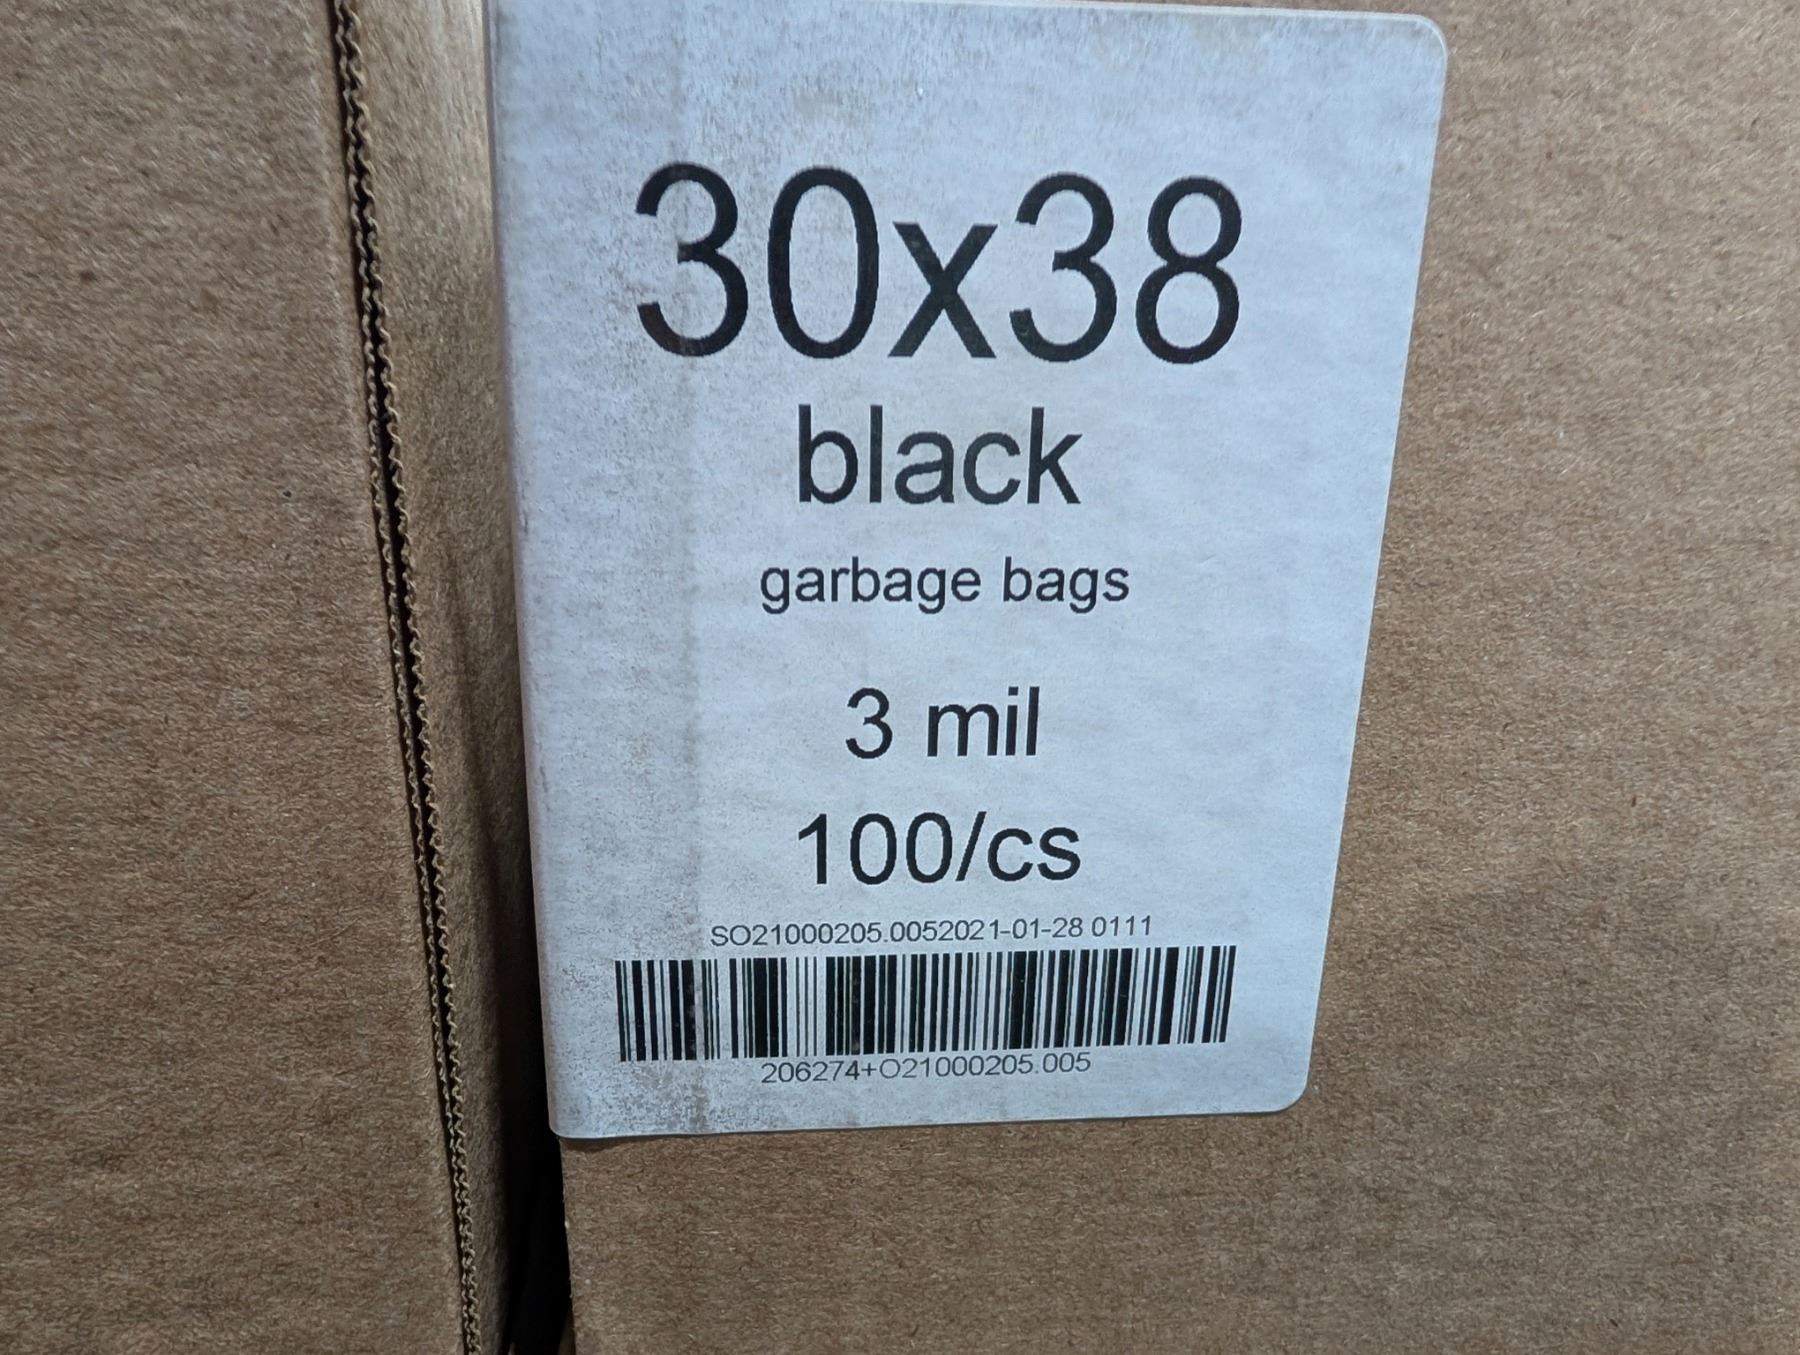 30x38
black
garbage bags
3 mil
100/cs
SO21000205.0052021-01-28 0111
206274+O21000205.005